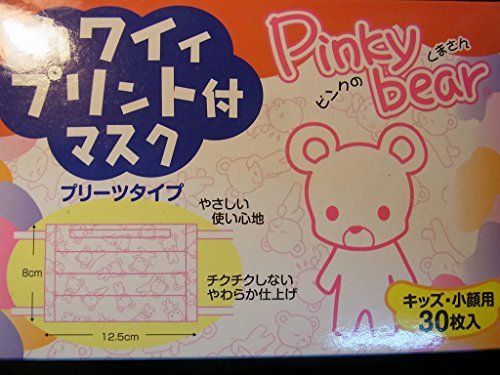 ワイィ
プリント付
マスク
プリーツタイプ
Pinky
bear
ピンクの
くまさん
やさしい
使い心地
チクチクしない
やわらか仕上げ
8cm
12.5cm
キッズ・小顔用
30枚入